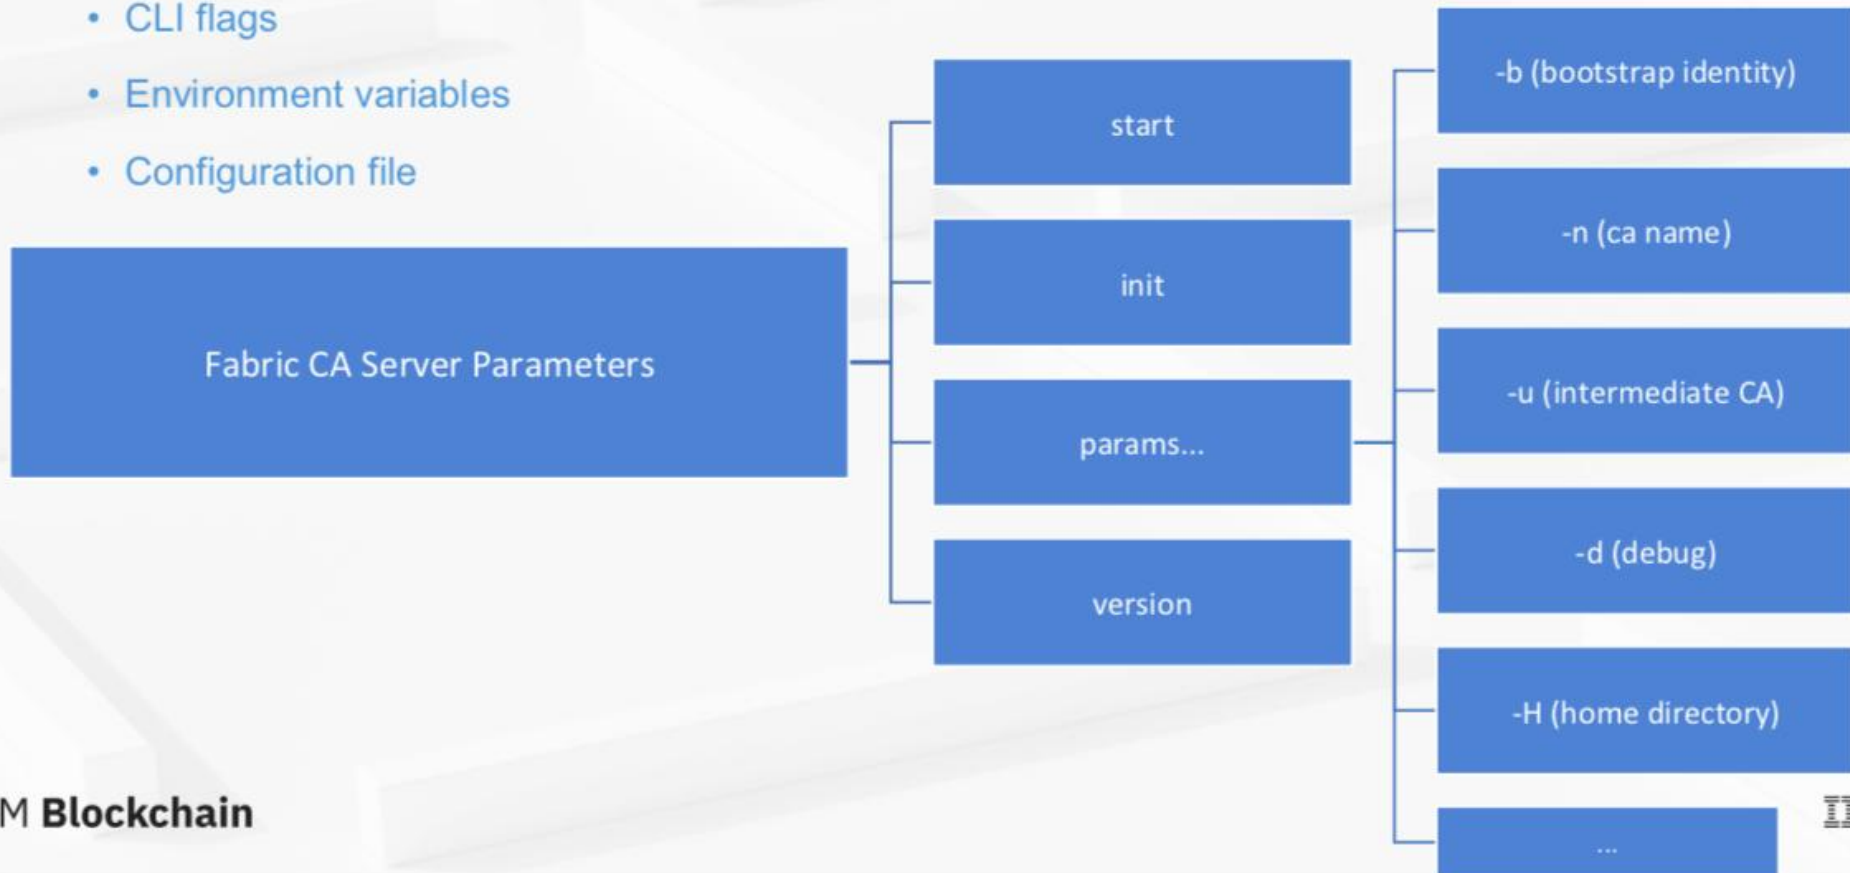 • CLI flags
• Environment variables
• Configuration file
Fabric CA Server Parameters
start
init
params...
version
-b (bootstrap identity)
-n (ca name)
-u (intermediate CA)
-d (debug)
-H (home directory)
...
M Blockchain